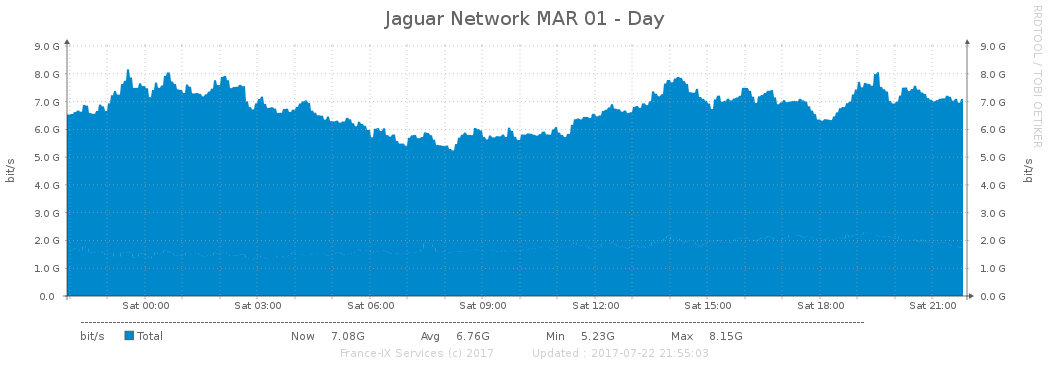 Jaguar Network MAR 01 - Day
RRDTOOL / TOBI OETIKER
9.0 G 9.0 G
8.0 G 8.0 G
7.0 G 7.0 G
6.0 G 6.0 G
5.0 G 5.0 G
4.0 G 4.0 G
3.0 G 3.0 G
2.0 G 2.0 G
1.0 G 1.0 G
0.0 0.0 G
bit/s bit/s
Sat 00:00 Sat 03:00 Sat 06:00 Sat 09:00 Sat 12:00 Sat 15:00 Sat 18:00 Sat 21:00
bit/s Total Now 7.08G Avg 6.76G Min 5.23G Max 8.15G
France-IX Services (c) 2017 Updated : 2017-07-22 21:55:03